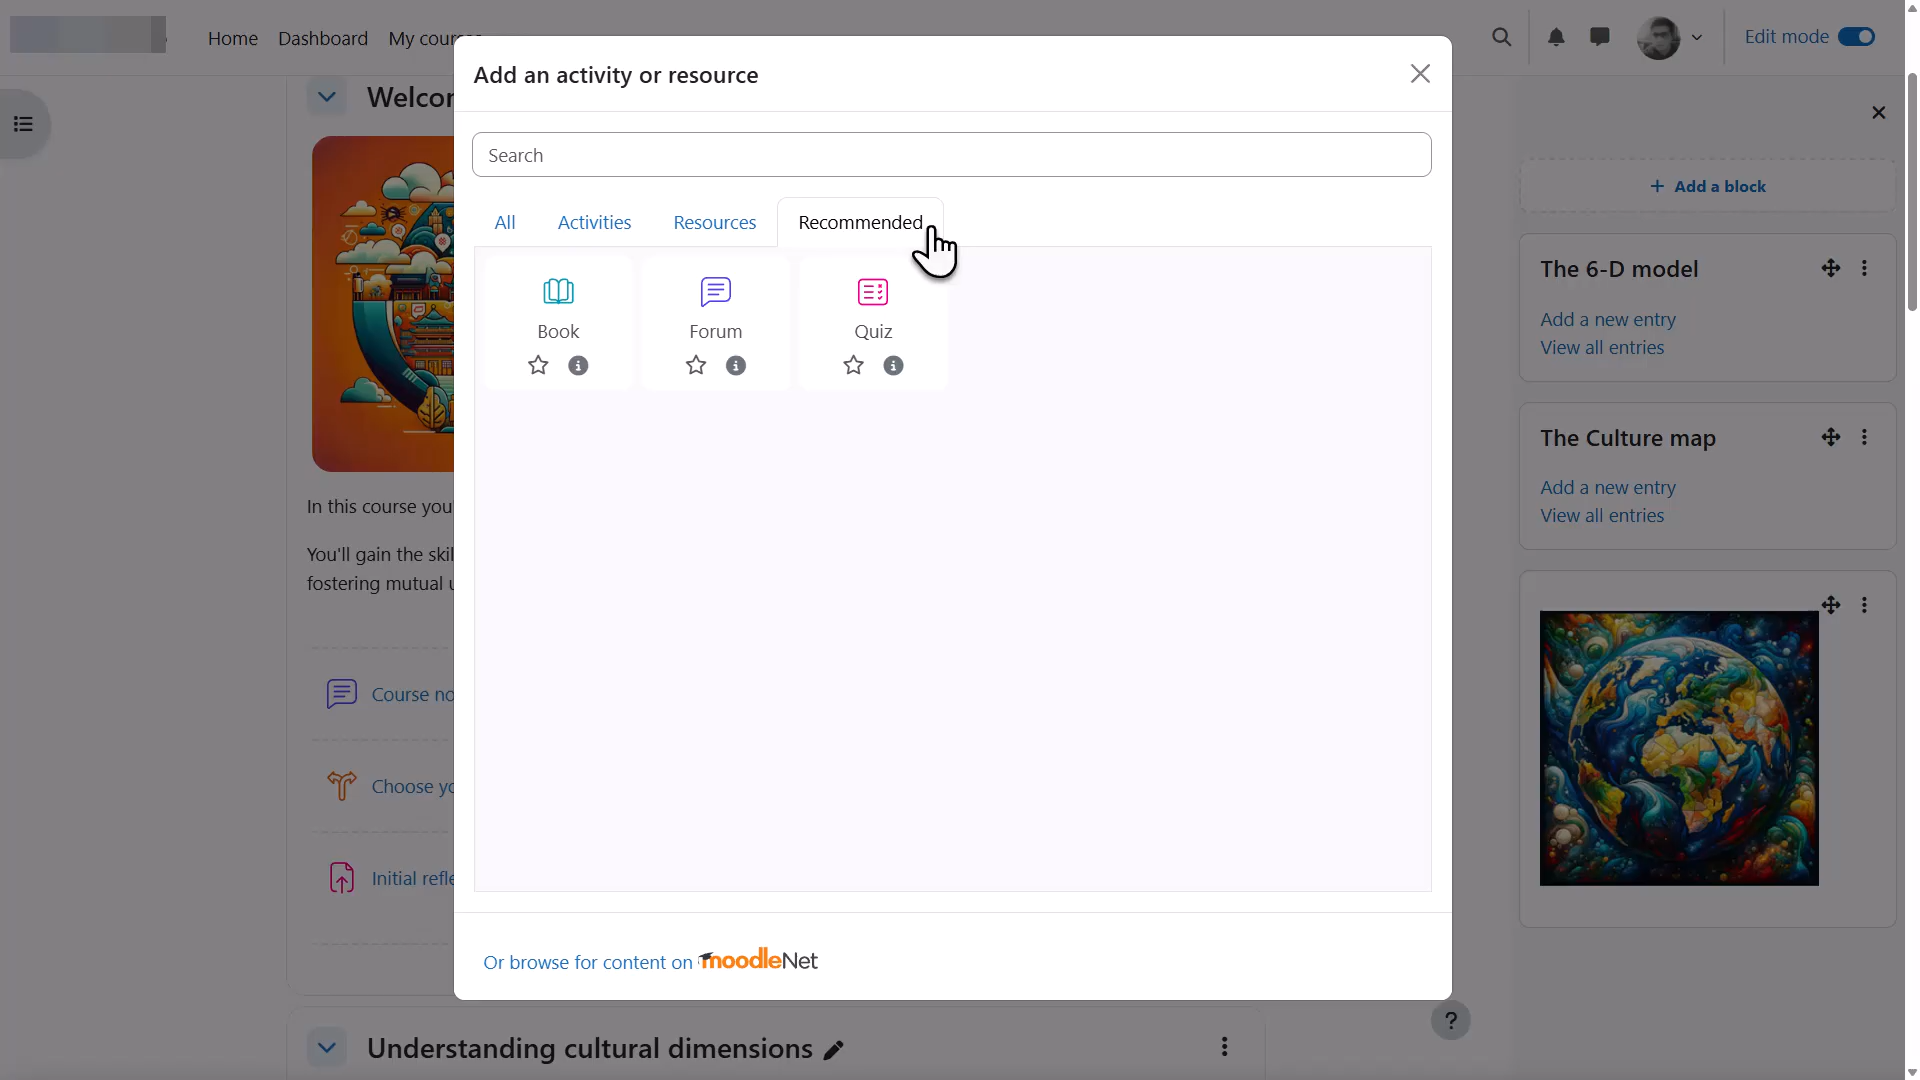 Home Dashboard My cour
Edit mode
Add an activity or resource
Search
All Activities Resources Recommended
Book
Forum
Quiz
Welcor
In this course you
You'll gain the skil
fostering mutual u
Course no
Choose yo
Initial refle
Or browse for content on moodleNet
Understanding cultural dimensions
+ Add a block
The 6-D model
Add a new entry
View all entries
The Culture map
Add a new entry
View all entries
?